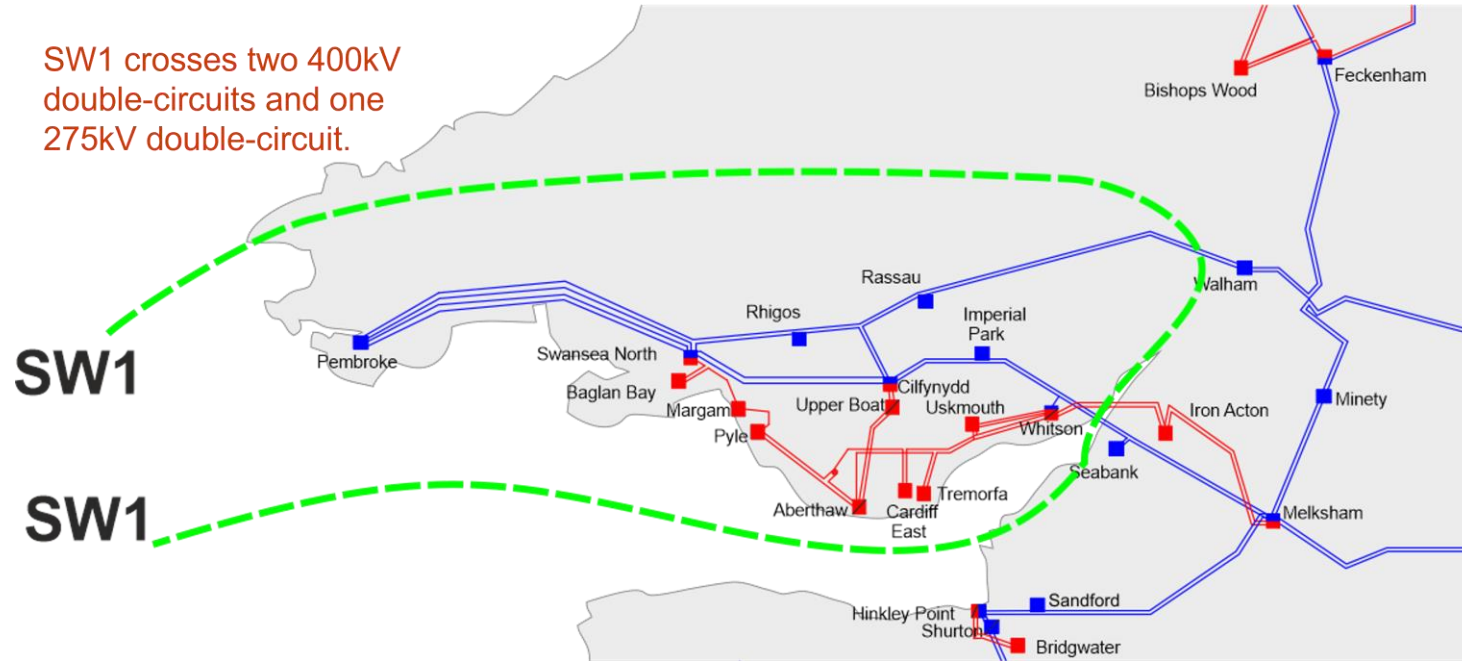 SW1 crosses two 400kV
double-circuits and one
275kV double-circuit.
Bishops Wood
Feckenham
Walham
Rassau
Rhigos
Imperial
Park
SW1
Pembroke
Swansea North
Baglan Bay
Cilfynydd
Margam
Upper Boat
Uskmouth
Whitson
Iron Acton
Minety
Pyle
Seabank
SW1
Aberthaw
Cardiff
East
Tremorfa
Melksham
Hinkley Point
Sandford
Shurton
Bridgwater